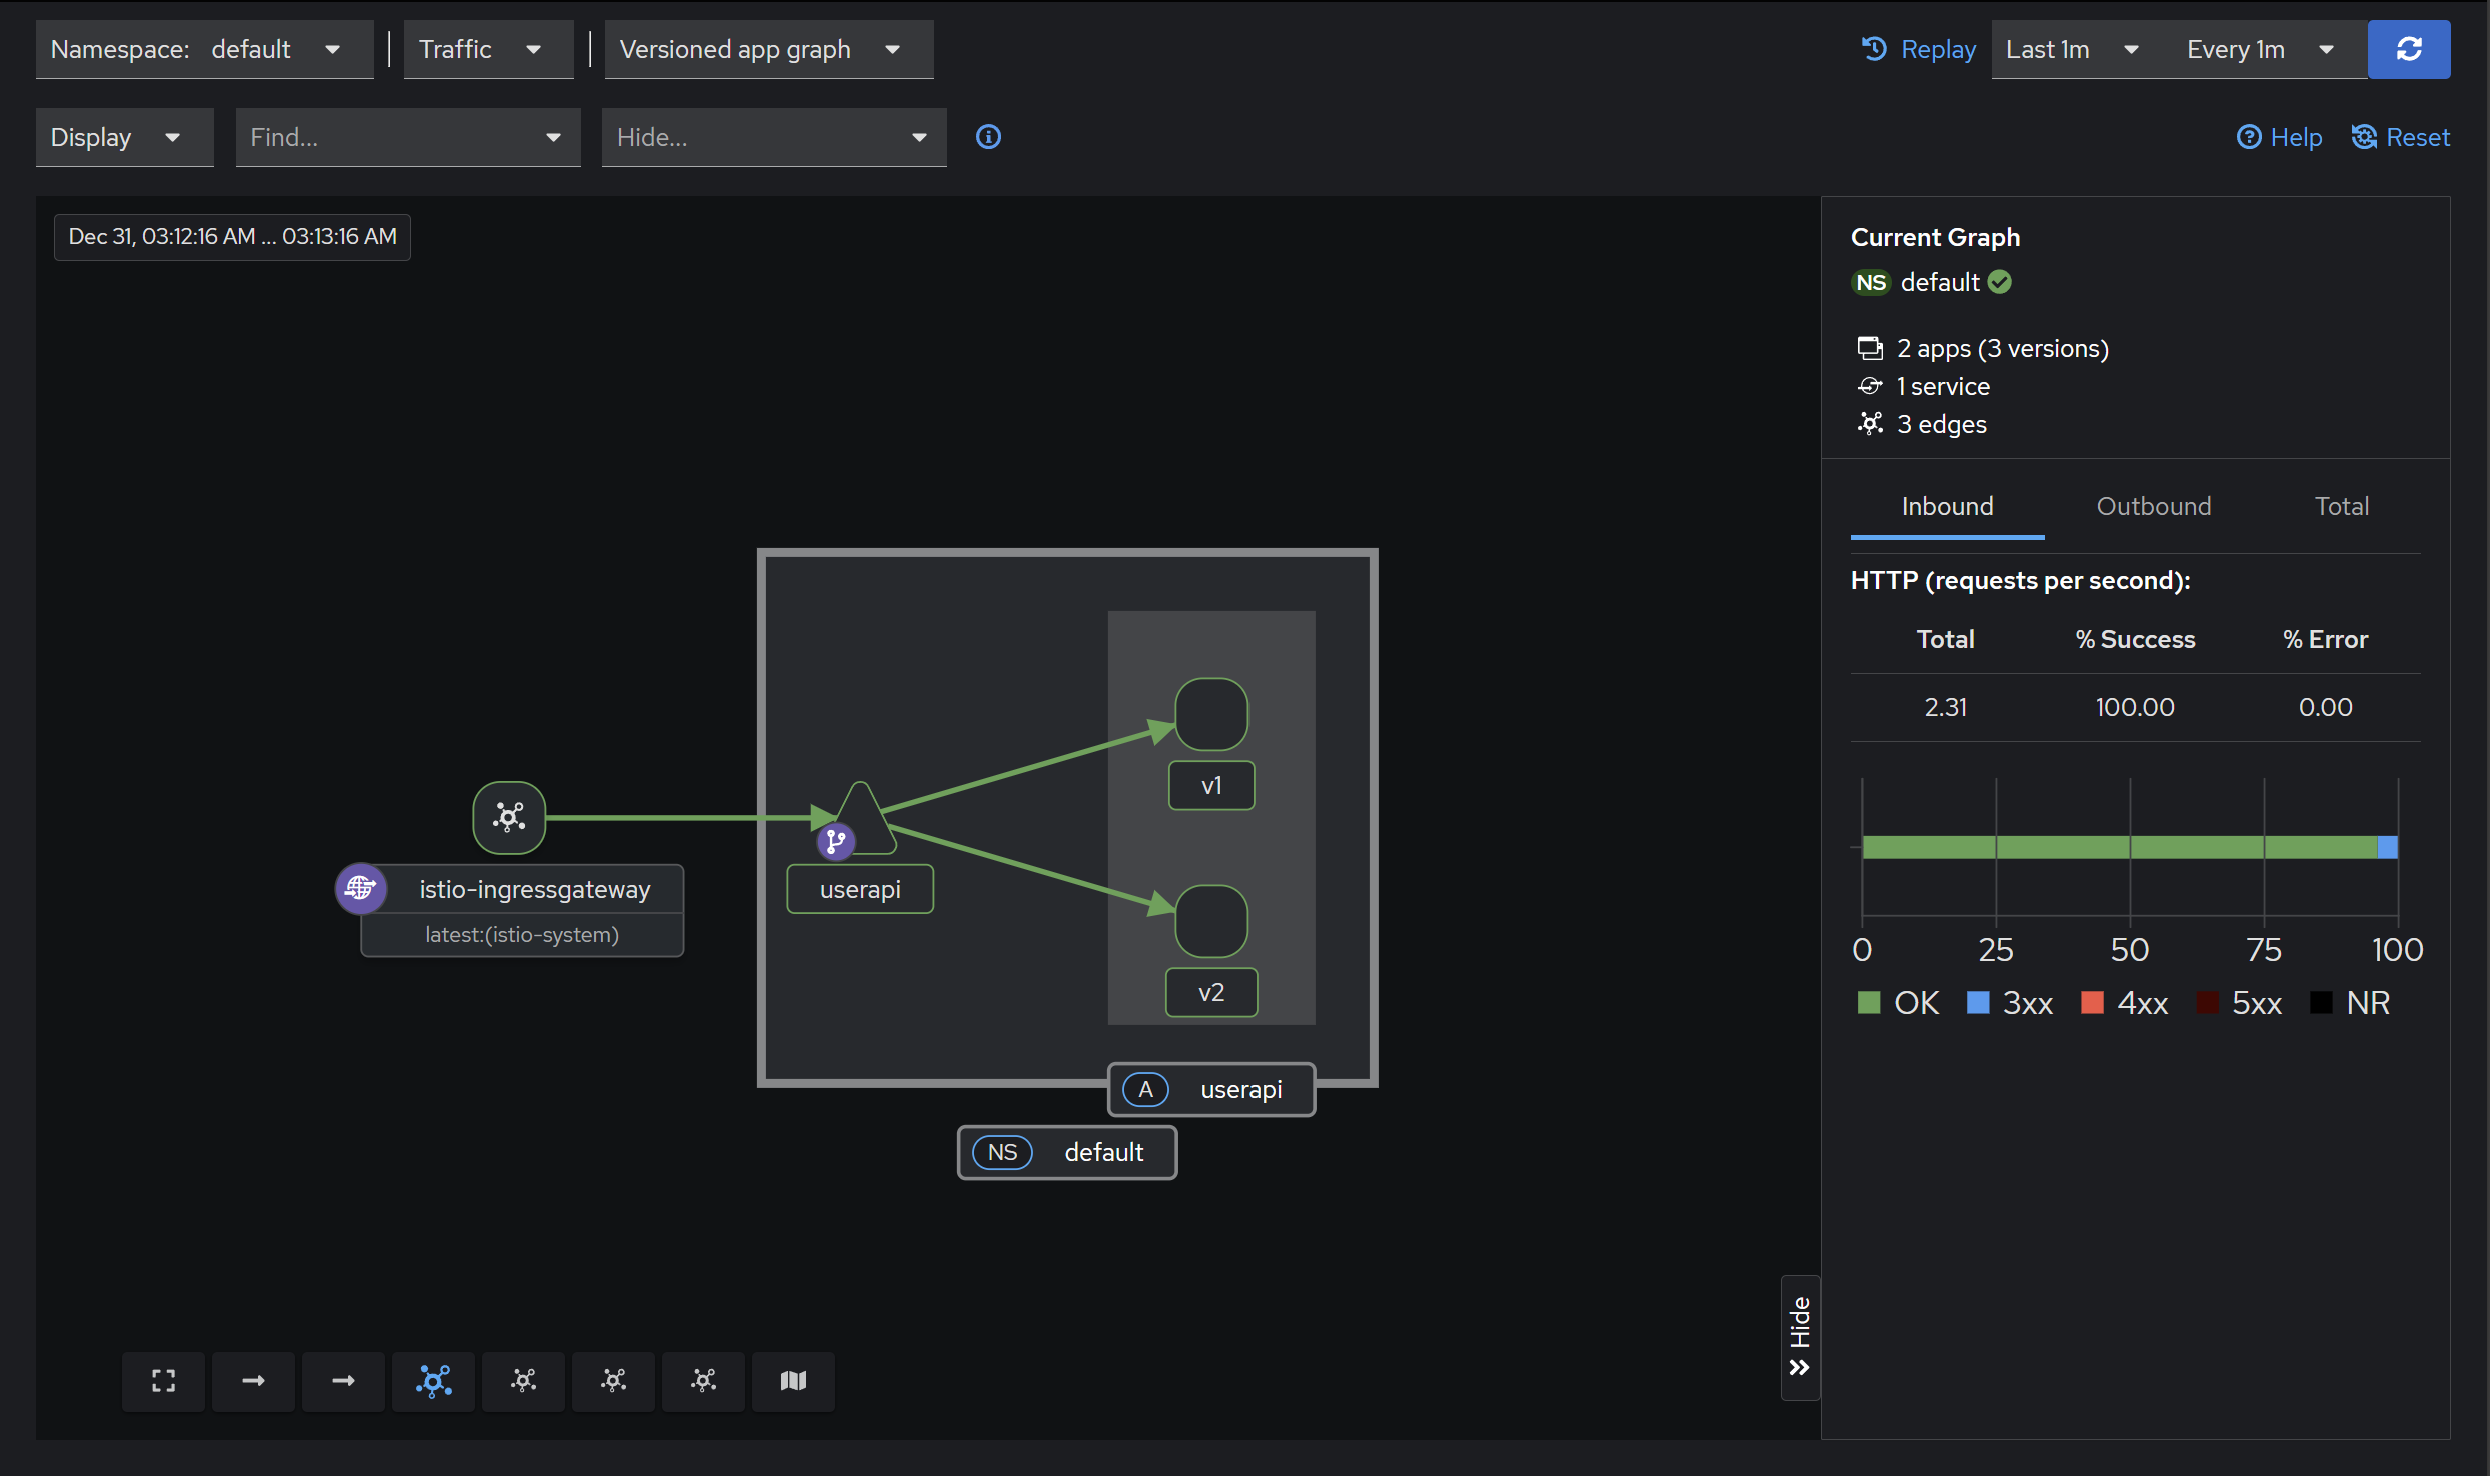 Namespace: default | Traffic | Versioned app graph Replay Last 1m Every 1m
Display Find... Hide... Help Reset
Dec 31, 03:12:16 AM ... 03:13:16 AM
istio-ingressgateway
latest:(istio-system)
userapi
v1
v2
A userapi
NS default
Hide
Current Graph
NS default
2 apps (3 versions)
1 service
3 edges
Inbound Outbound Total
HTTP (requests per second):
Total % Success % Error
2.31 100.00 0.00
0 25 50 75 100
OK 3xx 4xx 5xx NR